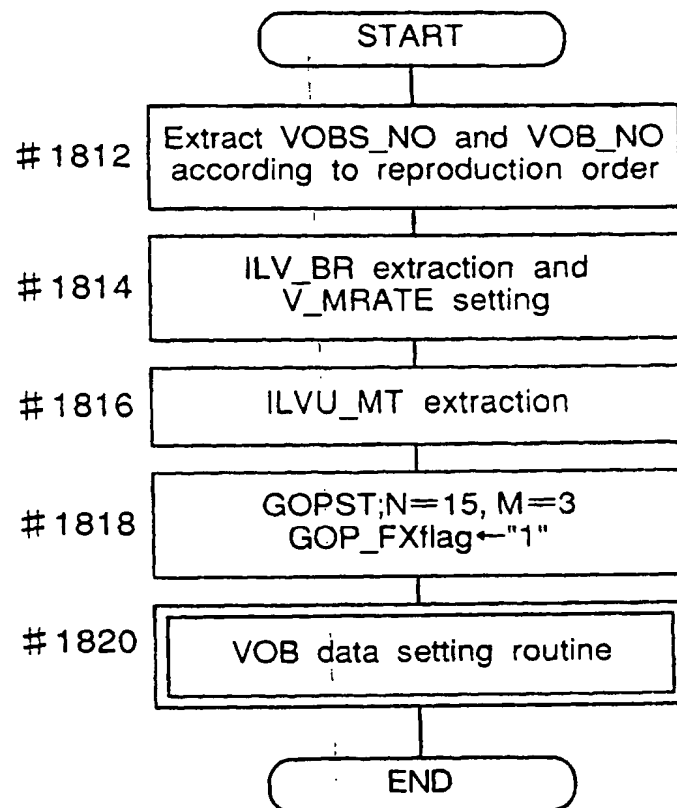 START
#1812
Extract VOBS_NO and VOB_NO
according to reproduction order
#1814
ILV_BR extraction and
V_MRATE setting
#1816
ILVU_MT extraction
#1818
GOPST;N=15, M=3
GOP_FXflag←"1"
#1820
VOB data setting routine
END